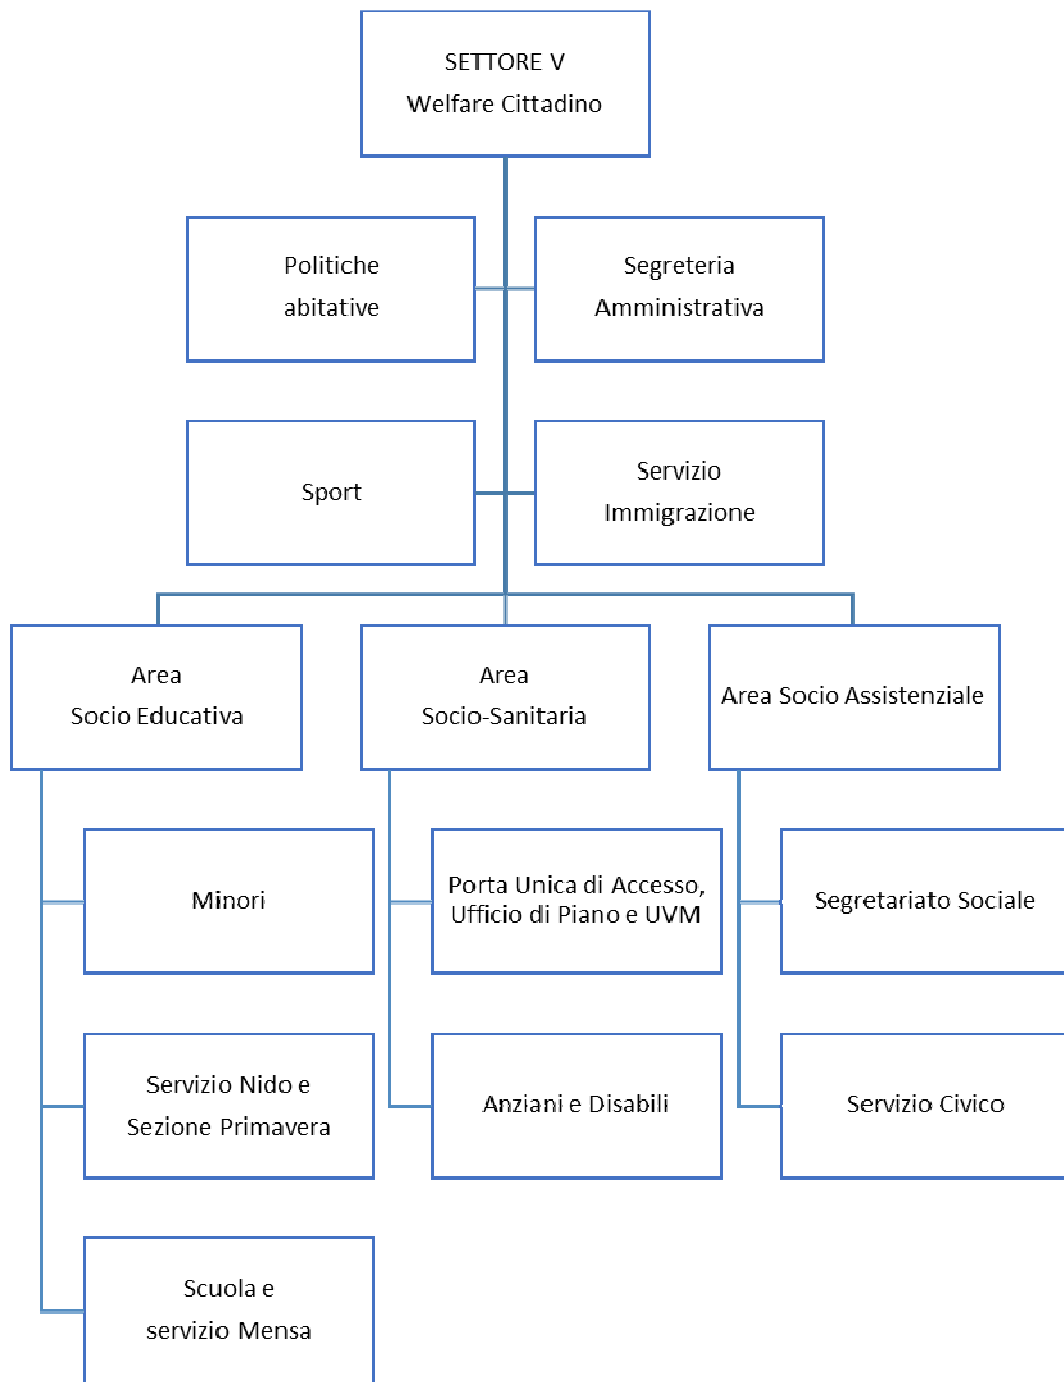 SETTORE V
Welfare Cittadino
Politiche
abitative
Segreteria
Amministrativa
Sport
Servizio
Immigrazione
Area
Socio Educativa
Area
Socio-Sanitaria
Area Socio Assistenziale
Minori
Porta Unica di Accesso,
Ufficio di Piano e UVM
Segretariato Sociale
Servizio Nido e
Sezione Primavera
Anziani e Disabili
Servizio Civico
Scuola e
servizio Mensa